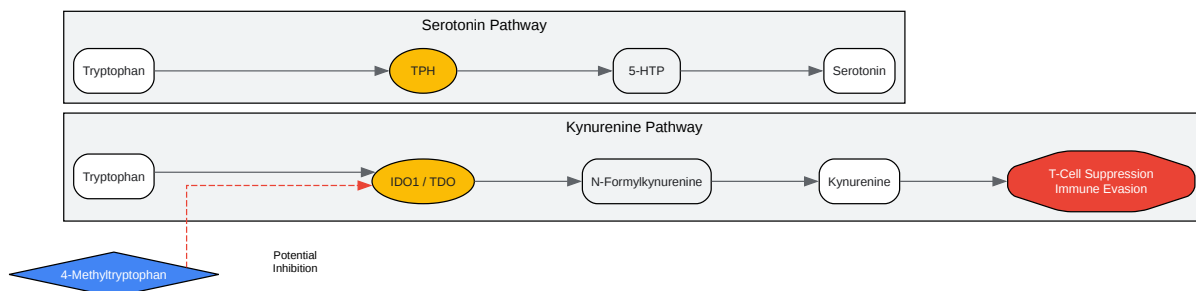 Serotonin Pathway
Tryptophan
TPH
5-HTP
Serotonin
Kynurenine Pathway
Tryptophan
IDO1 / TDO
N-Formylkynurenine
Kynurenine
T-Cell Suppression
Immune Evasion
4-Methyltryptophan
Potential
Inhibition